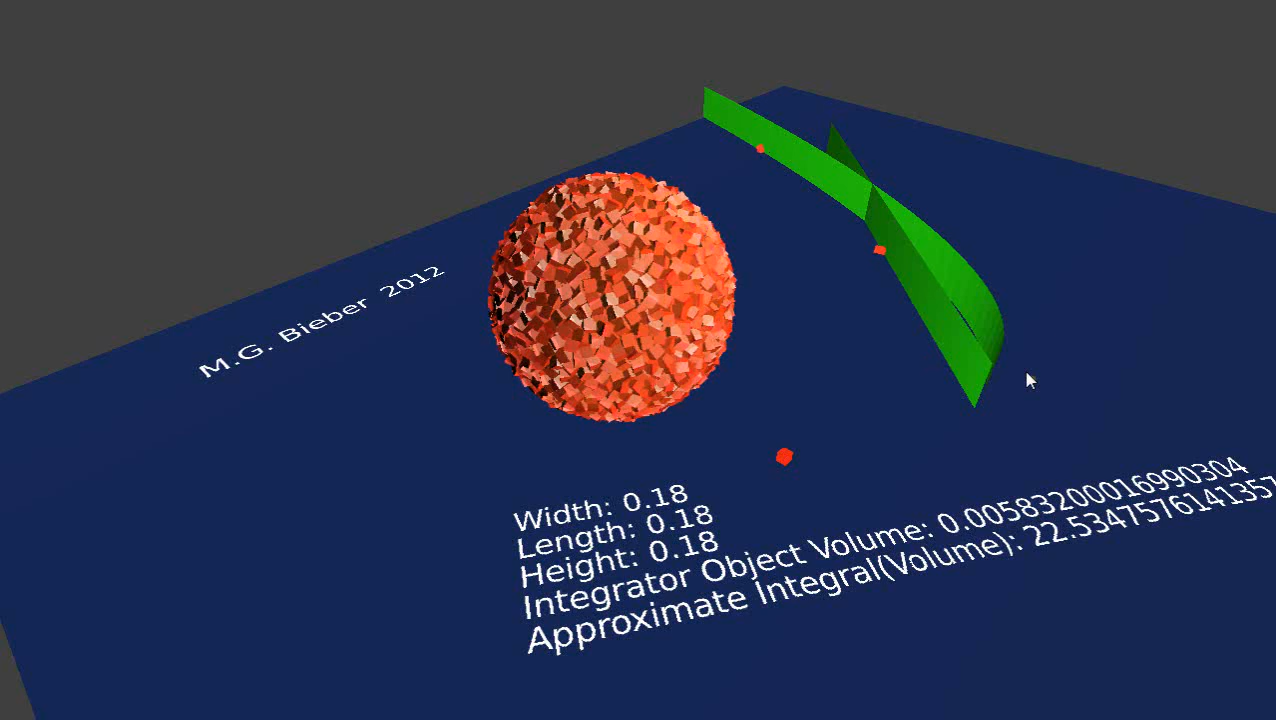 M.G. Bieber 2012
Width: 0.18
Length: 0.18
Height: 0.18
Integrator Object Volume: 0.005832000016990304
Approximate Integral(Volume): 22.5347576141357